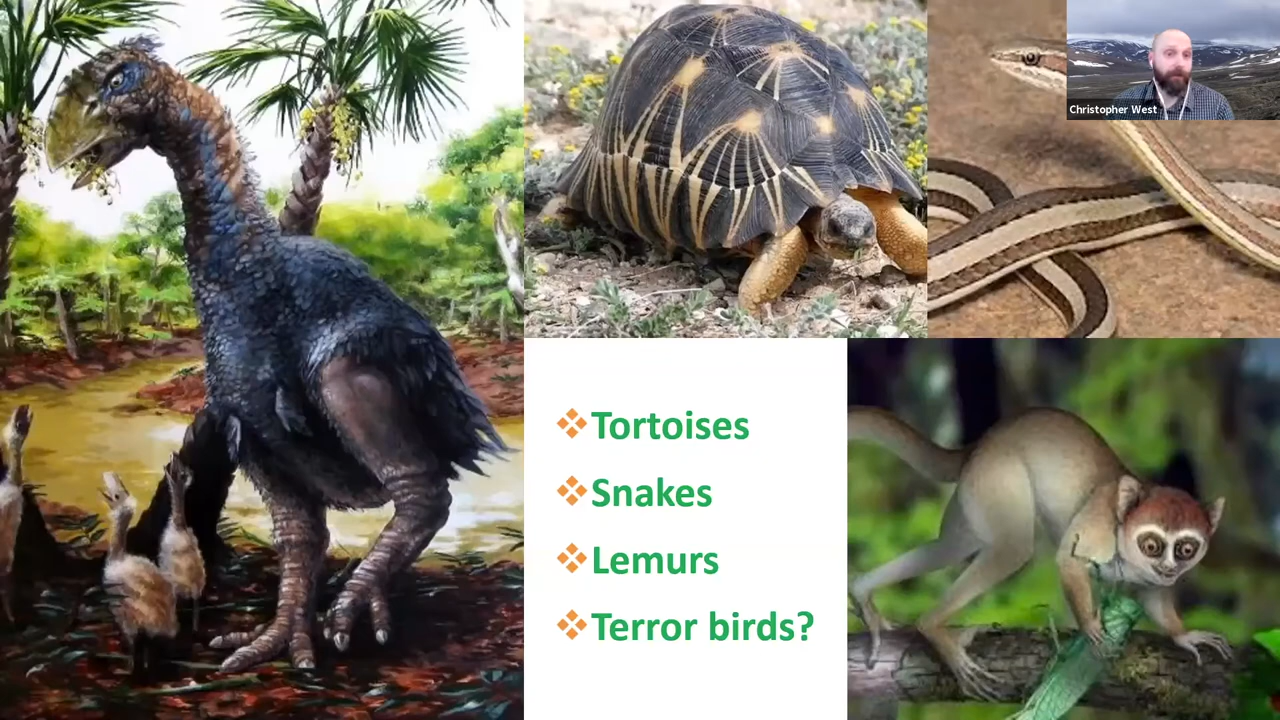 Christopher West
Tortoises
Snakes
Lemurs
Terror birds?